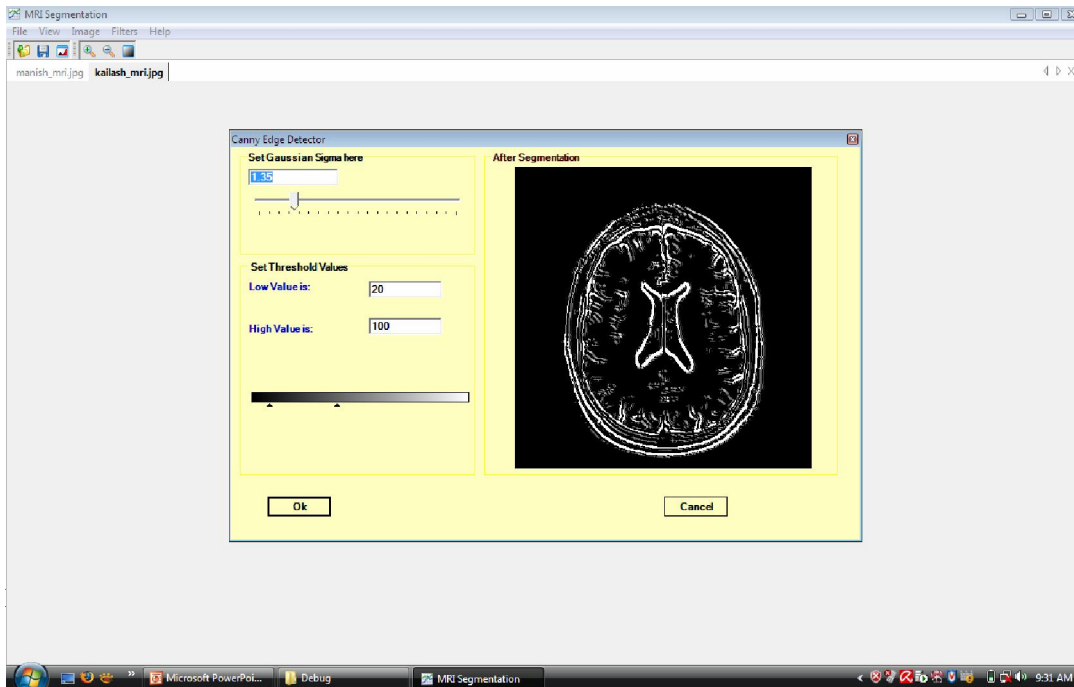 MRI Segmentation
File View Image Filters Help
manish_mri.jpg kailash_mri.jpg
Canny Edge Detector
Set Gaussian Sigma here
1.35
After Segmentation
Set Threshold Values
Low Value is: 20
High Value is: 100
Ok
Cancel
Microsoft PowerPoi... Debug MRI Segmentation 9:31 AM